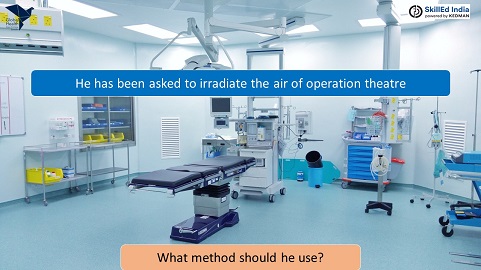 SkillEd India
powered by KEDMAN
He has been asked to irradiate the air of operation theatre
What method should he use?